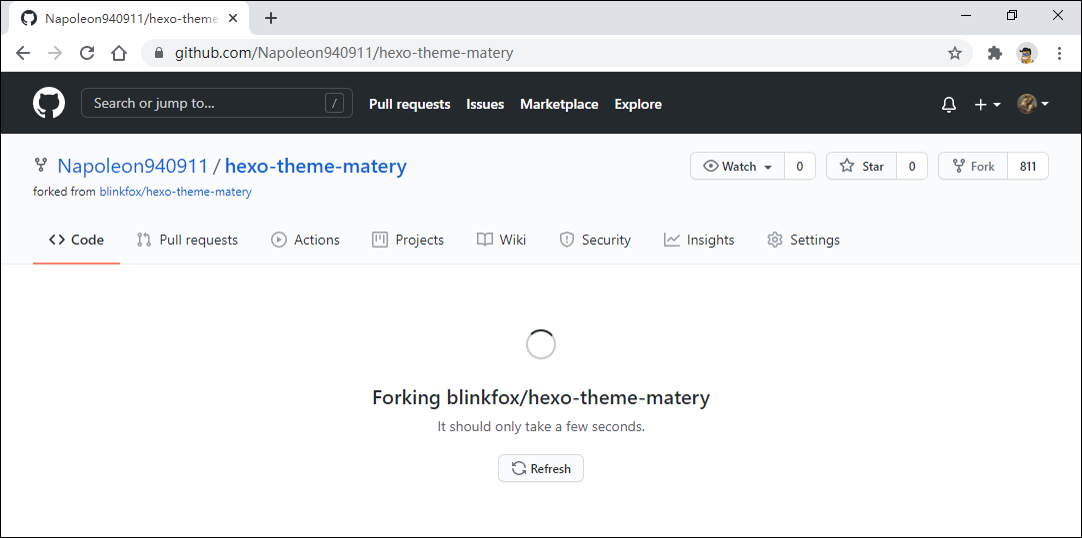 Napoleon940911/hexo-theme
github.com/Napoleon940911/hexo-theme-matery
Search or jump to... / Pull requests Issues Marketplace Explore
Napoleon940911 / hexo-theme-matery Watch 0 Star 0 Fork 811
forked from blinkfox/hexo-theme-matery
Code Pull requests Actions Projects Wiki Security Insights Settings
Forking blinkfox/hexo-theme-matery
It should only take a few seconds.
Refresh